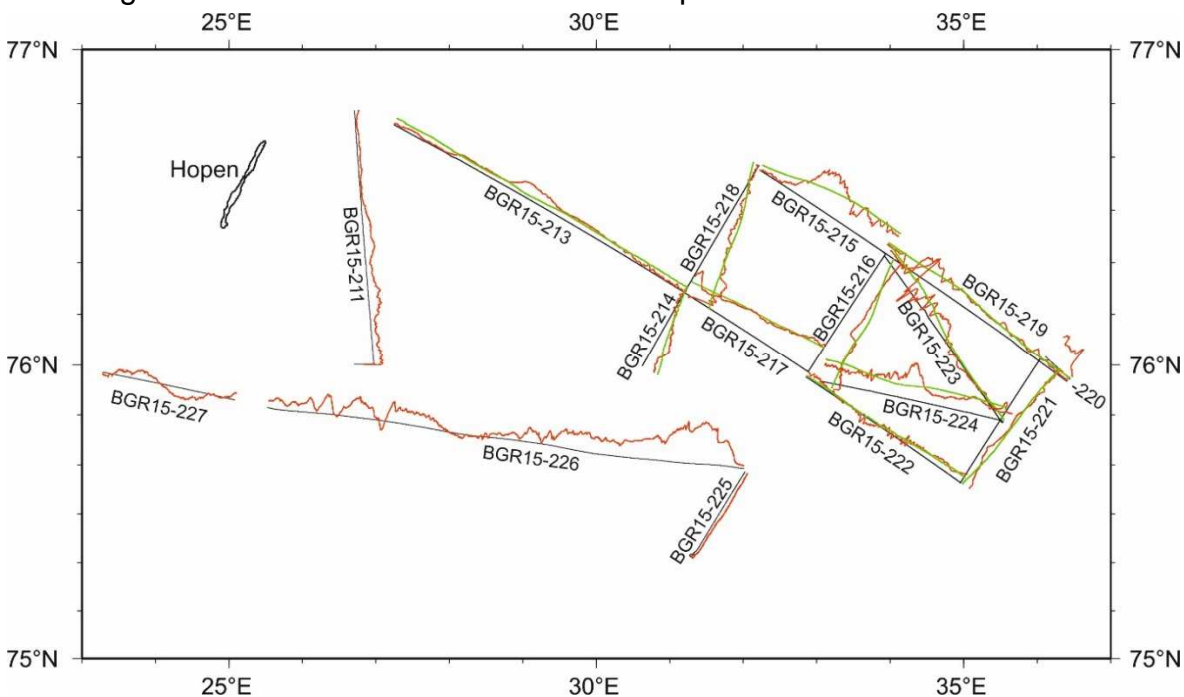 25°E 30°E 35°E
77°N 77°N
Hopen
BGR15-211
BGR15-213
BGR15-218
BGR15-215
BGR15-214
BGR15-216
BGR15-219
BGR15-217
BGR15-223
76°N 76°N
-220
BGR15-221
BGR15-224
BGR15-227
BGR15-222
BGR15-226
BGR15-225
75°N 75°N
25°E 30°E 35°E